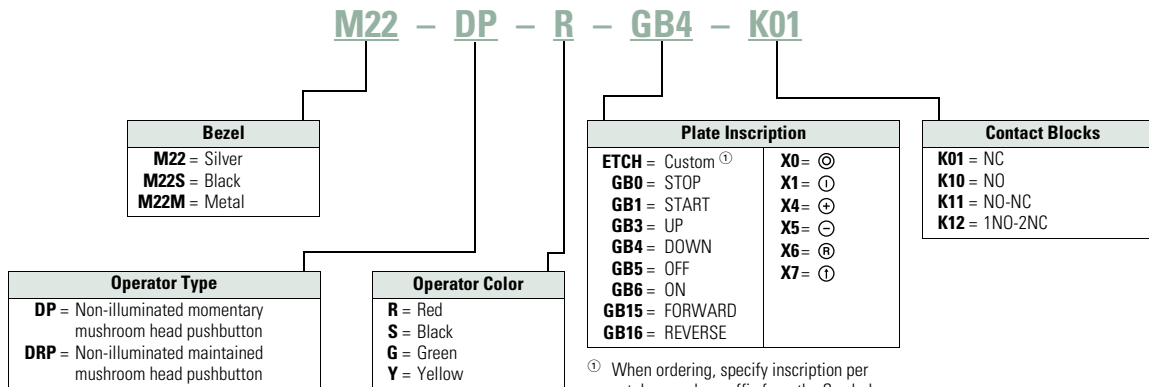 M22 – DP – R – GB4 – K01
Bezel
M22 = Silver
M22S = Black
M22M = Metal
Plate Inscription
ETCH = Custom ①
GB0 = STOP
GB1 = START
GB3 = UP
GB4 = DOWN
GB5 = OFF
GB6 = ON
GB15 = FORWARD
GB16 = REVERSE
X0= ◎
X1= Ⓘ
X4= ⊕
X5= ⊖
X6= Ⓡ
X7= ⓘ
Contact Blocks
K01 = NC
K10 = NO
K11 = NO-NC
K12 = 1NO-2NC
Operator Type
DP = Non-illuminated momentary
mushroom head pushbutton
DRP = Non-illuminated maintained
mushroom head pushbutton
Operator Color
R = Red
S = Black
G = Green
Y = Yellow
① When ordering, specify inscription per